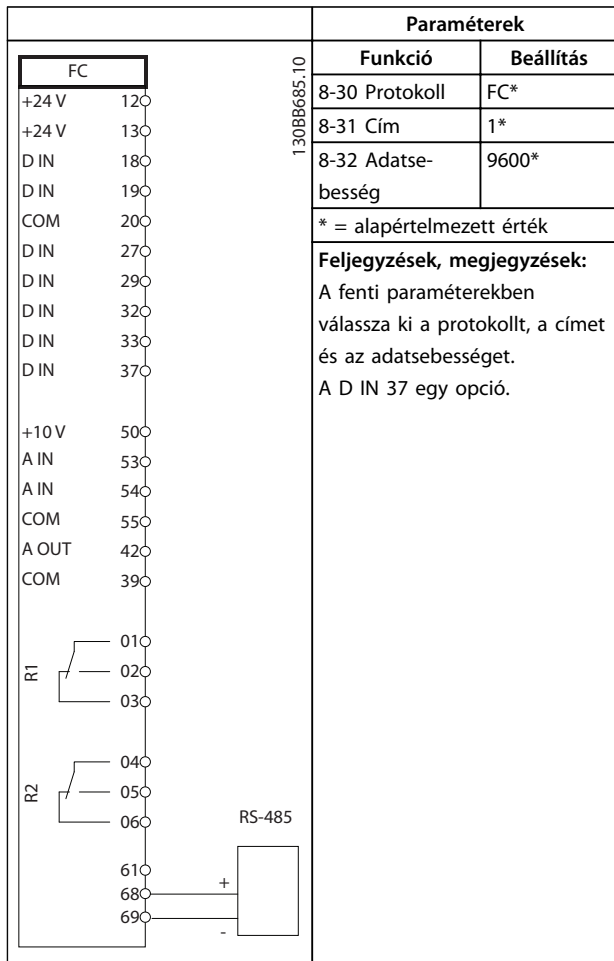 FC
130BB685.10
+24 V 12
+24 V 13
D IN 18
D IN 19
COM 20
D IN 27
D IN 29
D IN 32
D IN 33
D IN 37
+10 V 50
A IN 53
A IN 54
COM 55
A OUT 42
COM 39
R1
01
02
03
R2
04
05
06
RS-485
61
68 +
69 -
Paraméterek
Funkció Beállítás
8-30 Protokoll FC*
8-31 Cím 1*
8-32 Adatse- 9600*
besség
* = alapértelmezett érték
Feljegyzések, megjegyzések:
A fenti paraméterekben
válassza ki a protokollt, a címet
és az adatsebességet.
A D IN 37 egy opció.